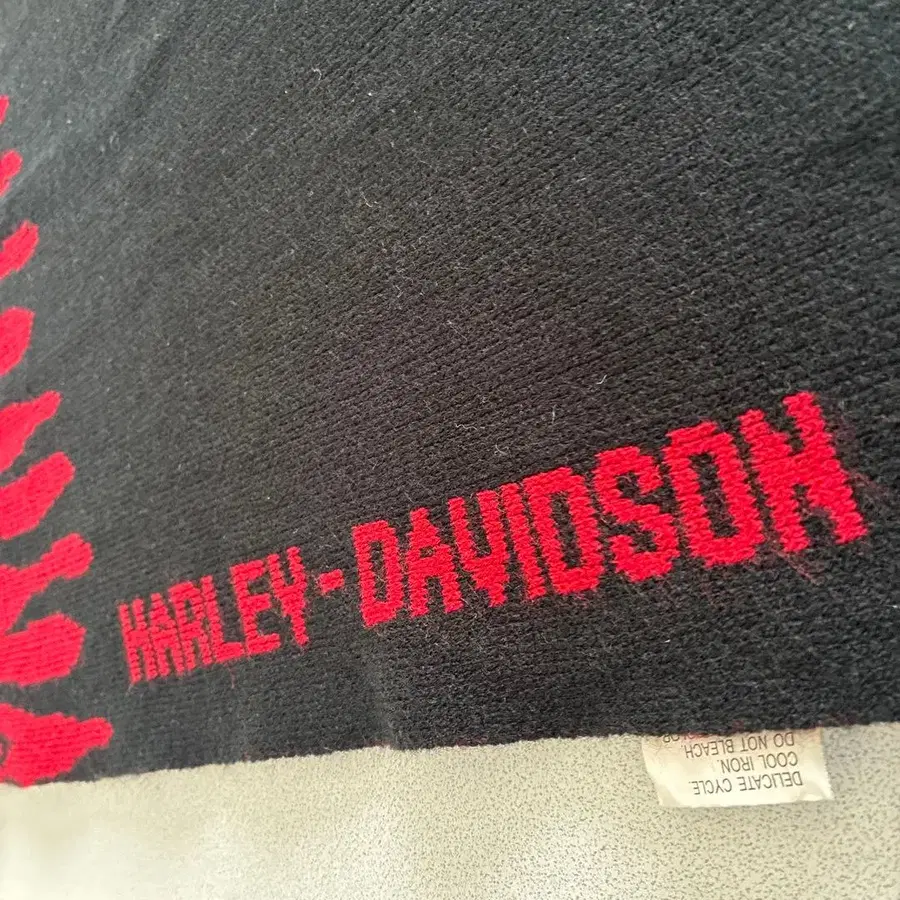 HARLEY-DAVIDSON
DELICATE CYCLE.
COOL IRON.
DO NOT BLEACH.